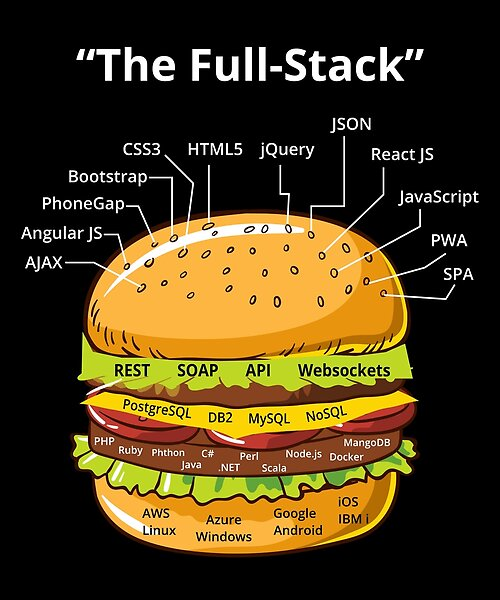 “The Full-Stack”
JSON
CSS3 HTML5 jQuery
React JS
Bootstrap
PhoneGap
JavaScript
Angular JS
PWA
AJAX
SPA
REST SOAP API Websockets
PostgreSQL DB2 MySQL NoSQL
PHP Ruby Phthon C# Perl Node.js MangoDB
Java .NET Scala Docker
AWS Azure Google iOS
Linux Windows Android IBM i